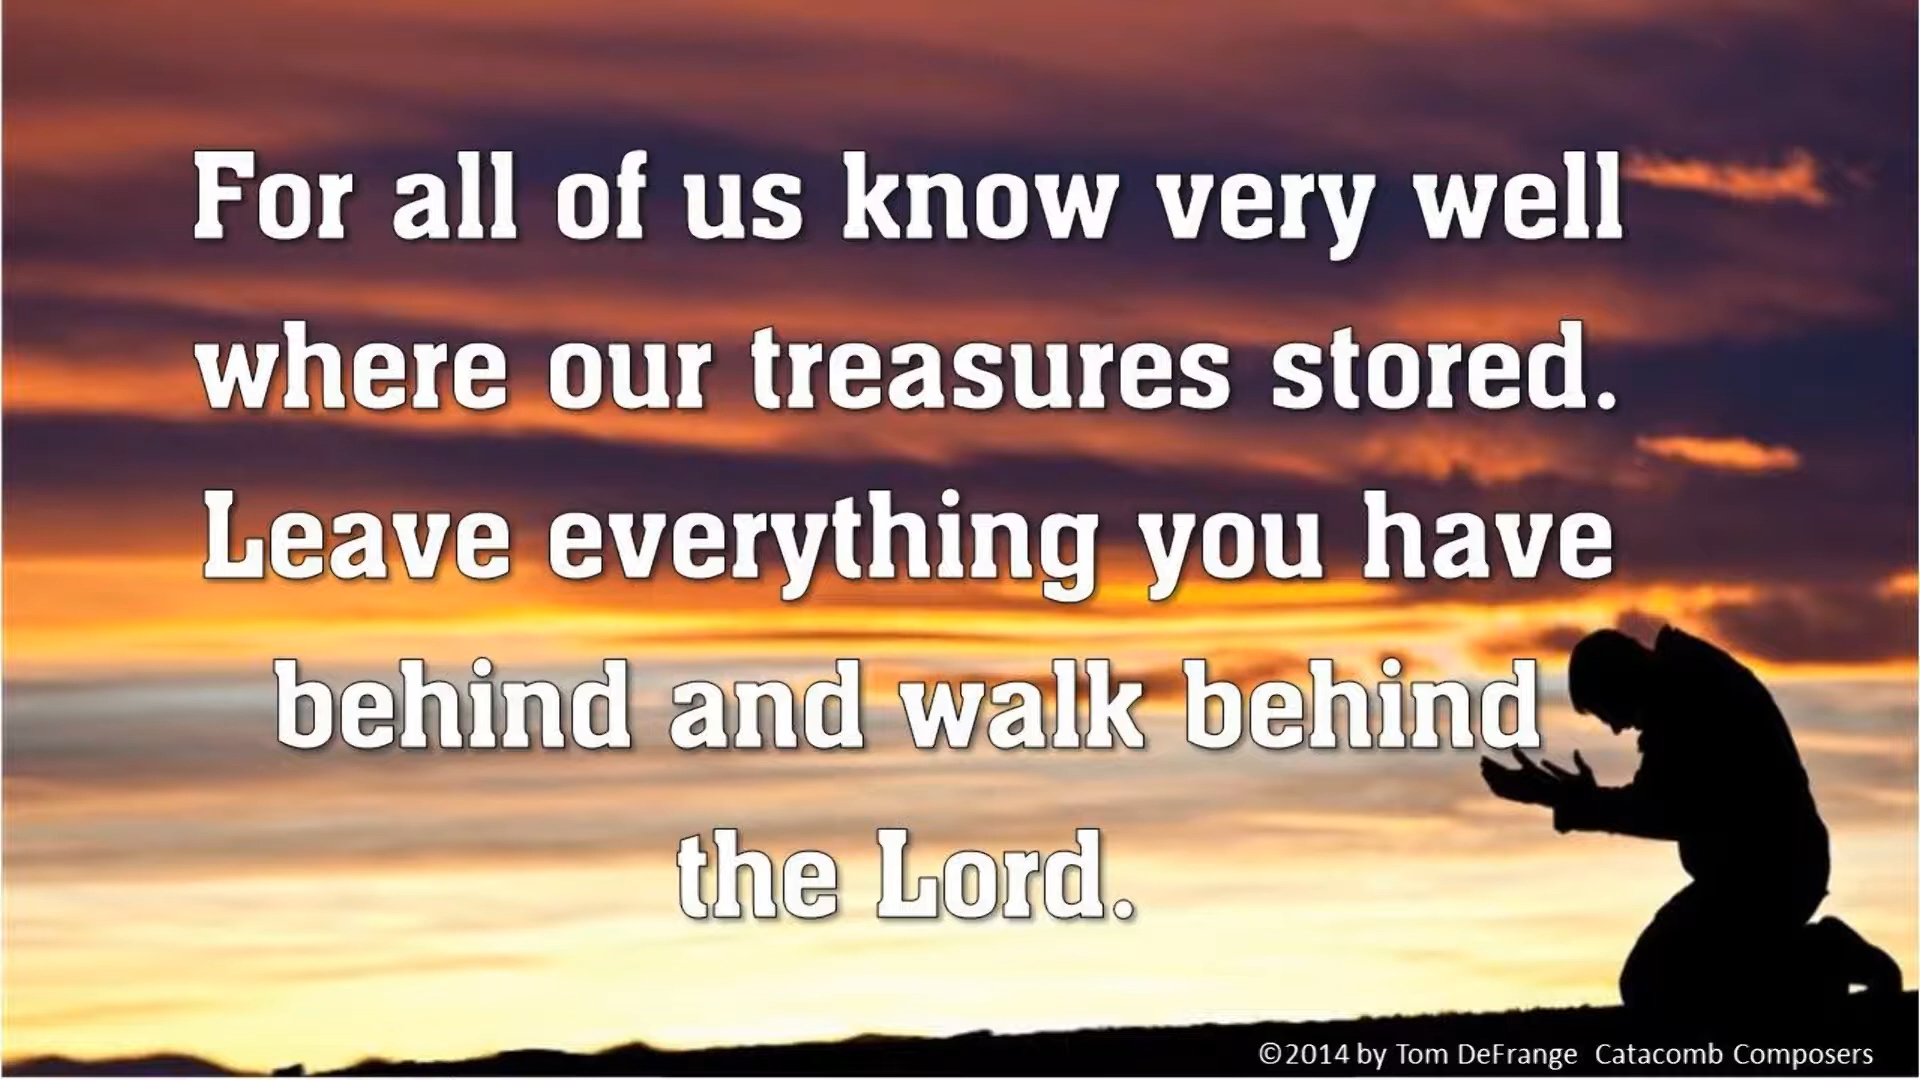 For all of us know very well
where our treasures stored.
Leave everything you have
behind and walk behind
the Lord.
©2014 by Tom DeFrange Catacomb Composers